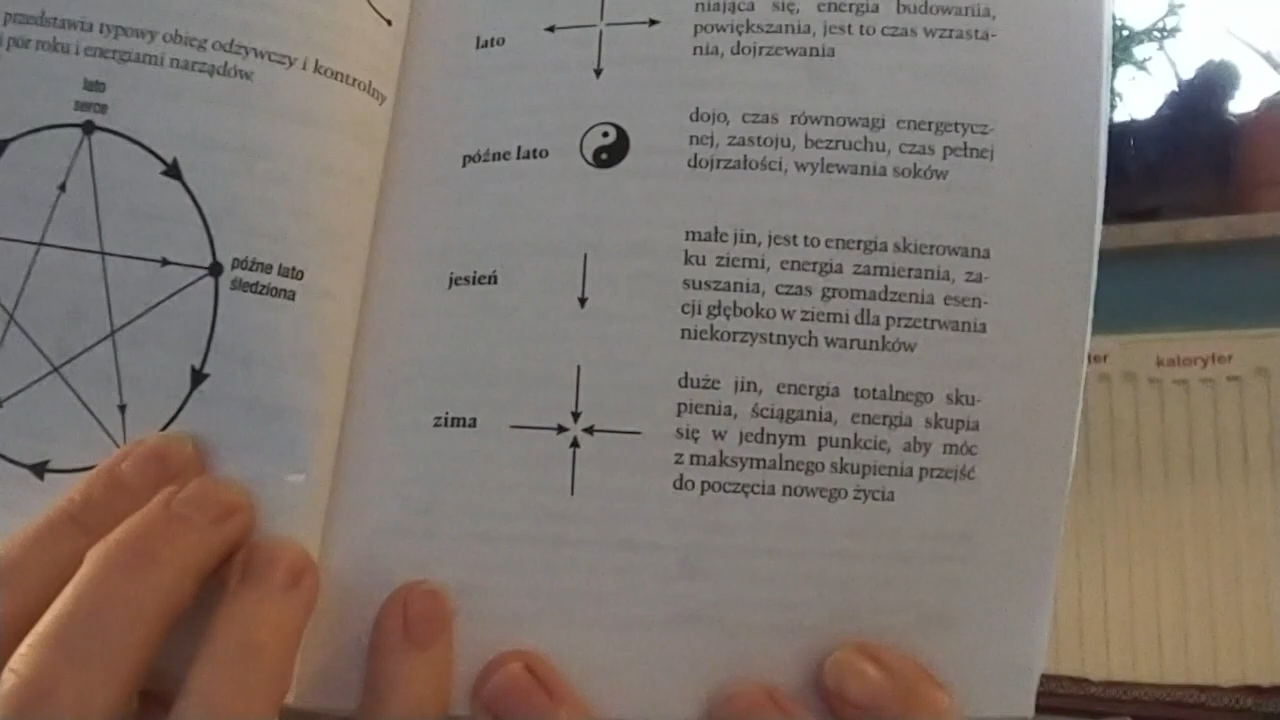 przedstawia typowy obieg odżywczy i kontrolny
i pór roku i energiami narządów.
lato
serce
późne lato
śledziona
lato
niająca się, energia budowania,
powiększania, jest to czas wzrasta-
nia, dojrzewania
późne lato
dojo, czas równowagi energetycz-
nej, zastoju, bezruchu, czas pełnej
dojrzałości, wylewania soków
jesień
małe jin, jest to energia skierowana
ku ziemi, energia zamierania, za-
suszania, czas gromadzenia esen-
cji głęboko w ziemi dla przetrwania
niekorzystnych warunków
zima
duże jin, energia totalnego sku-
pienia, ściągania, energia skupia
się w jednym punkcie, aby móc
z maksymalnego skupienia przejść
do poczęcia nowego życia
kaloryfer